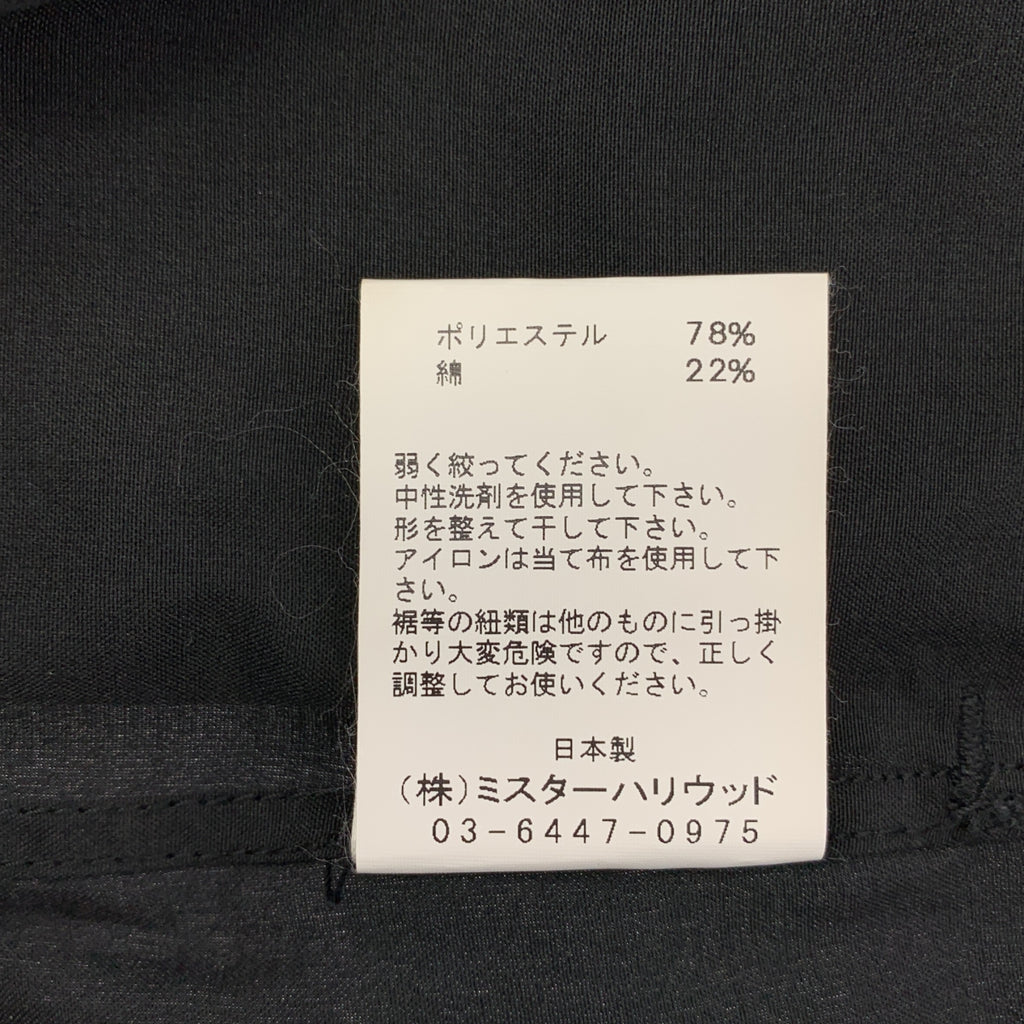 ポリエステル 78%
綿 22%
弱く絞ってください。
中性洗剤を使用して下さい。
形を整えて干して下さい。
アイロンは当て布を使用して下
さい。
裾等の紐類は他のものに引っ掛
かり大変危険ですので、正しく
調整してお使いください。
日本製
(株)ミスターハリウッド
03-6447-0975